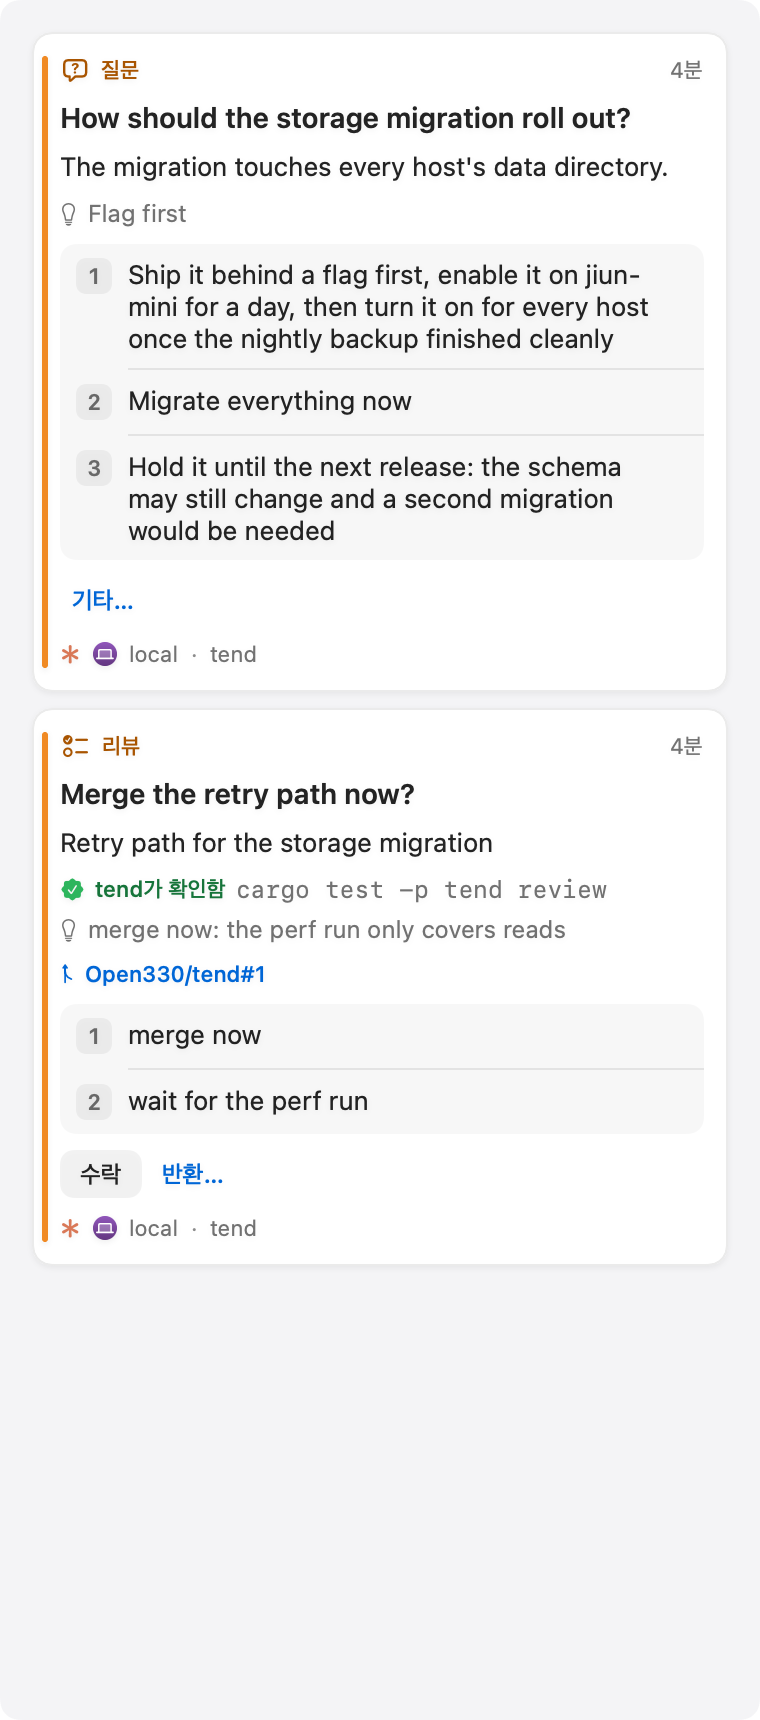 질문 4분
How should the storage migration roll out?
The migration touches every host's data directory.
Flag first
1 Ship it behind a flag first, enable it on jiun-
mini for a day, then turn it on for every host
once the nightly backup finished cleanly
2 Migrate everything now
3 Hold it until the next release: the schema
may still change and a second migration
would be needed
기타...
local · tend
리뷰 4분
Merge the retry path now?
Retry path for the storage migration
tend가 확인함 cargo test -p tend review
merge now: the perf run only covers reads
Open330/tend#1
1 merge now
2 wait for the perf run
수락 반환...
local · tend